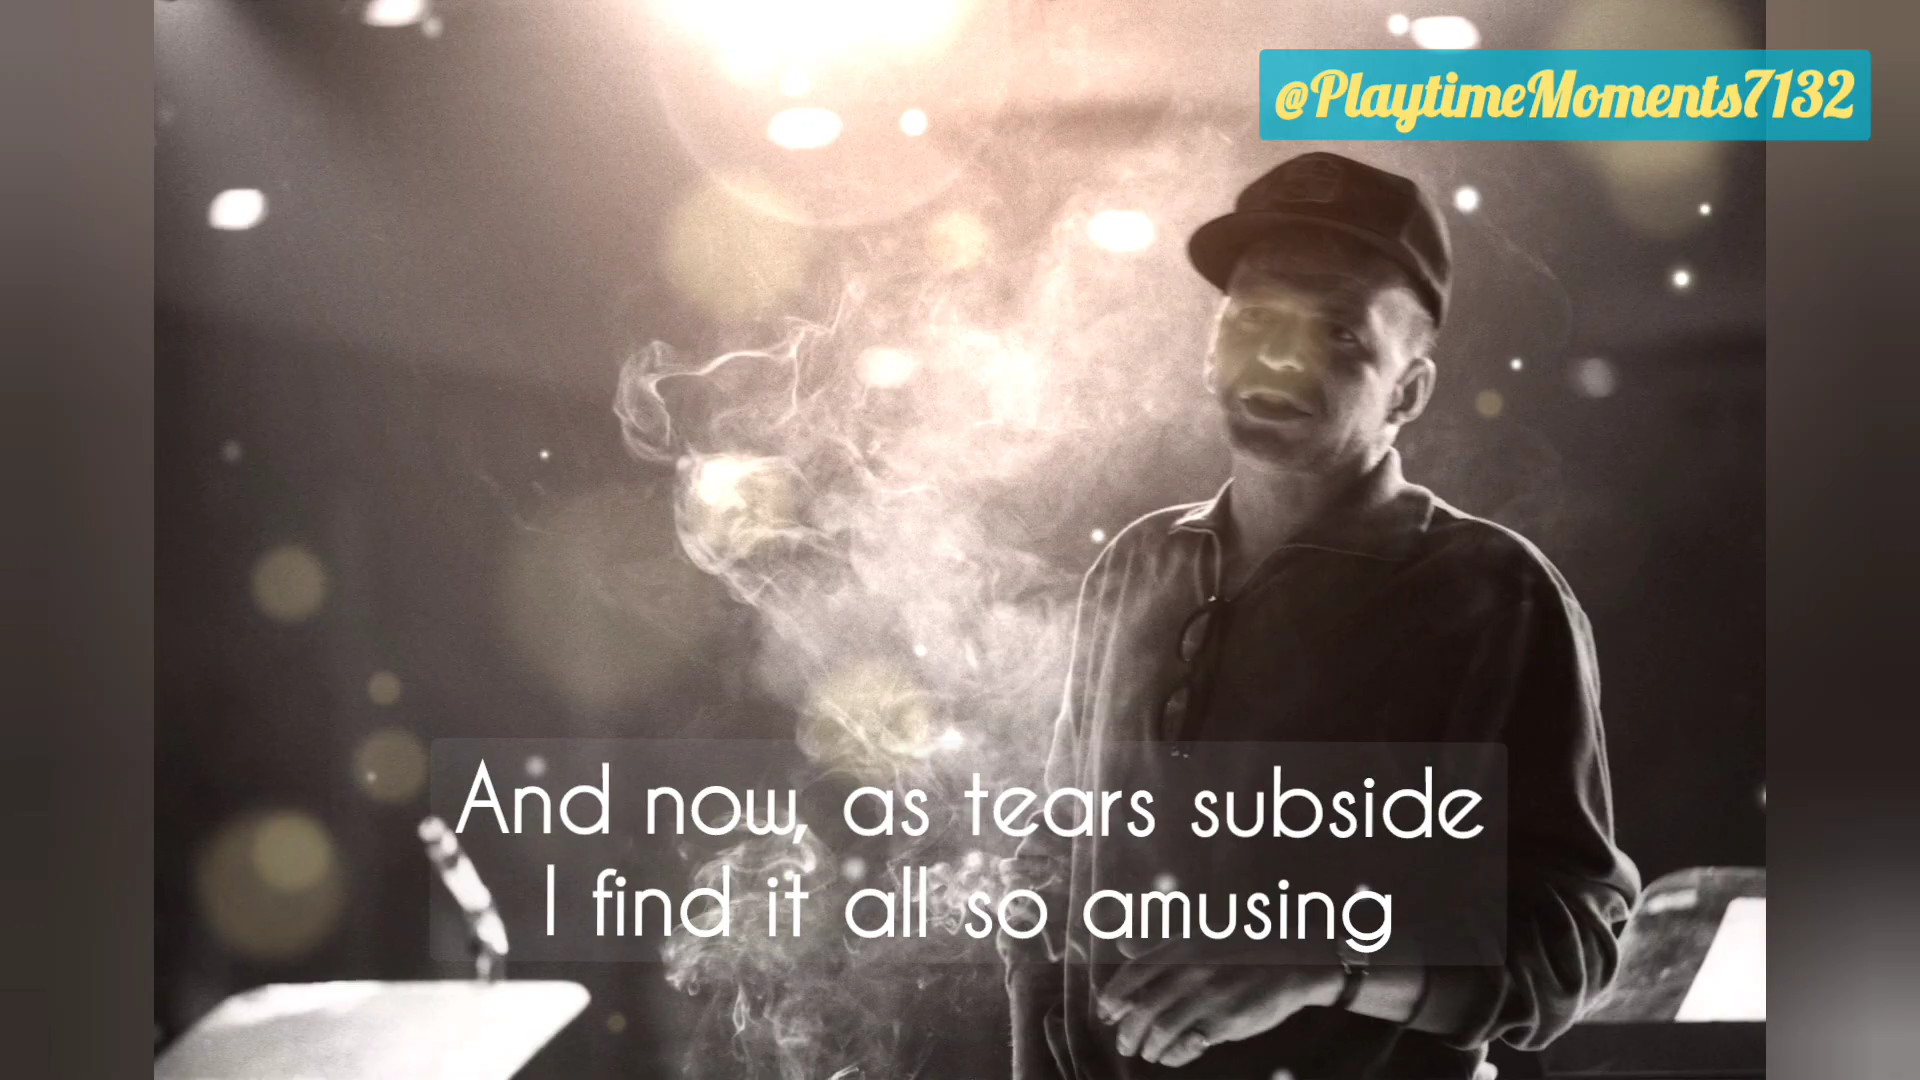 @PlaytimeMoments7132
And now, as tears subside
I find it all so amusing